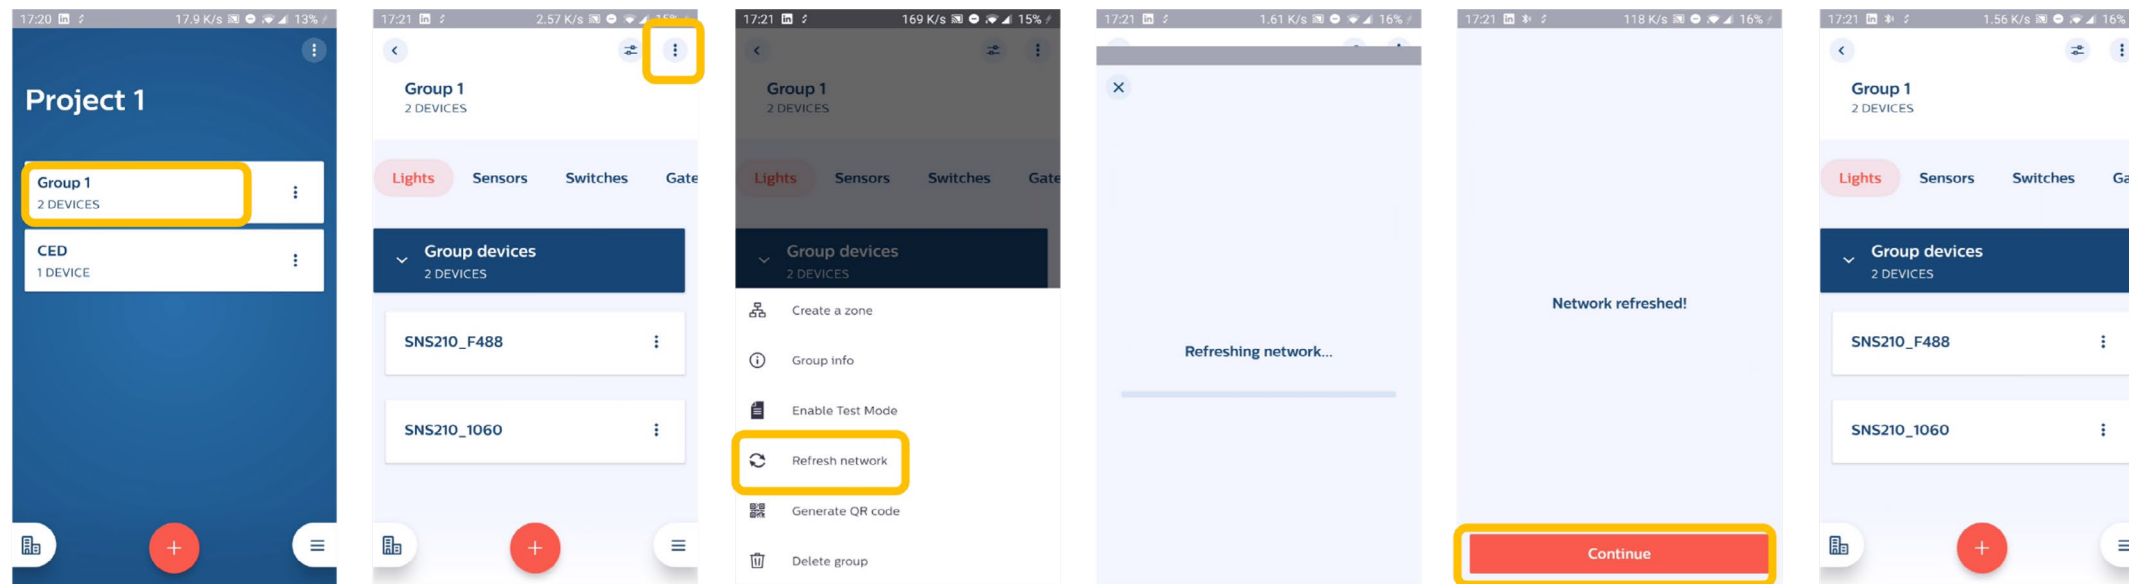 17:20 17.9 K/s 13%
Project 1
Group 1
2 DEVICES
CED
1 DEVICE
17:21 2.57 K/s 15%
Group 1
2 DEVICES
Lights Sensors Switches Gate
Group devices
2 DEVICES
SNS210_F488
SNS210_1060
17:21 169 K/s 15%
Group 1
2 DEVICES
Lights Sensors Switches Gate
Group devices
2 DEVICES
Create a zone
Group info
Enable Test Mode
Refresh network
Generate QR code
Delete group
17:21 1.61 K/s 16%
Refreshing network...
17:21 118 K/s 16%
Network refreshed!
Continue
17:21 1.56 K/s 16%
Group 1
2 DEVICES
Lights Sensors Switches Ga
Group devices
2 DEVICES
SNS210_F488
SNS210_1060